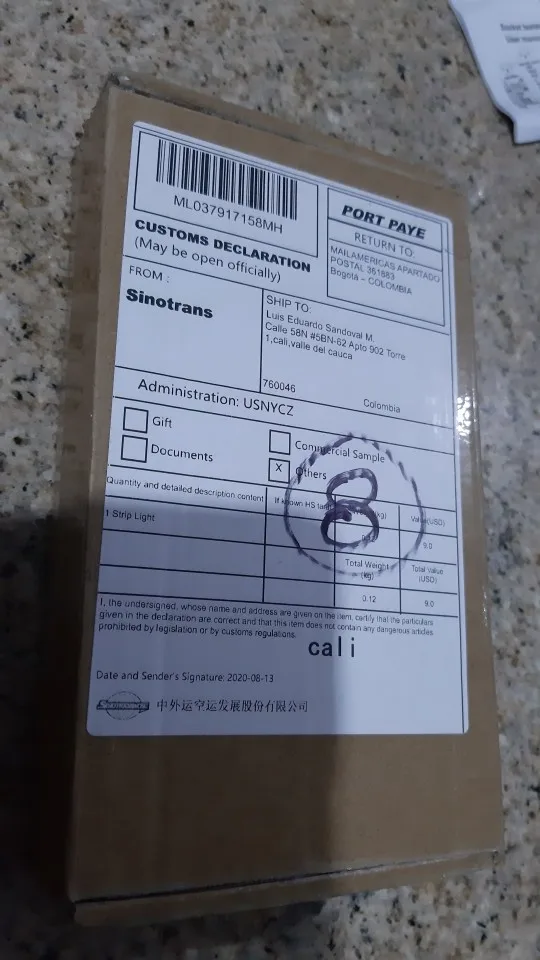 ML037917158MH
CUSTOMS DECLARATION
(May be open officially)
PORT PAYE
RETURN TO:
MAILAMERICAS APARTADO
POSTAL 361883
Bogota – COLOMBIA
FROM :
Sinotrans
SHIP TO:
Luis Eduardo Sandoval M.
Calle 58N #5BN-62 Apto 902 Torre
1,cali,valle del cauca
760046
Colombia
Administration: USNYCZ
Gift
Commercial Sample
Documents
X Others
Quantity and detailed description content
If known HS
(kg)
(USD)
1 Strip Light
9.0
8
Total Weight
(kg)
Total Value
(USD)
0.12
9.0
I, the undersigned, whose name and address are given on the item, certify that the particulars
given in the declaration are correct and that this item does not contain any dangerous articles
prohibited by legislation or by customs regulations.
cali
Date and Sender's Signature: 2020-08-13
中外运空运发展股份有限公司